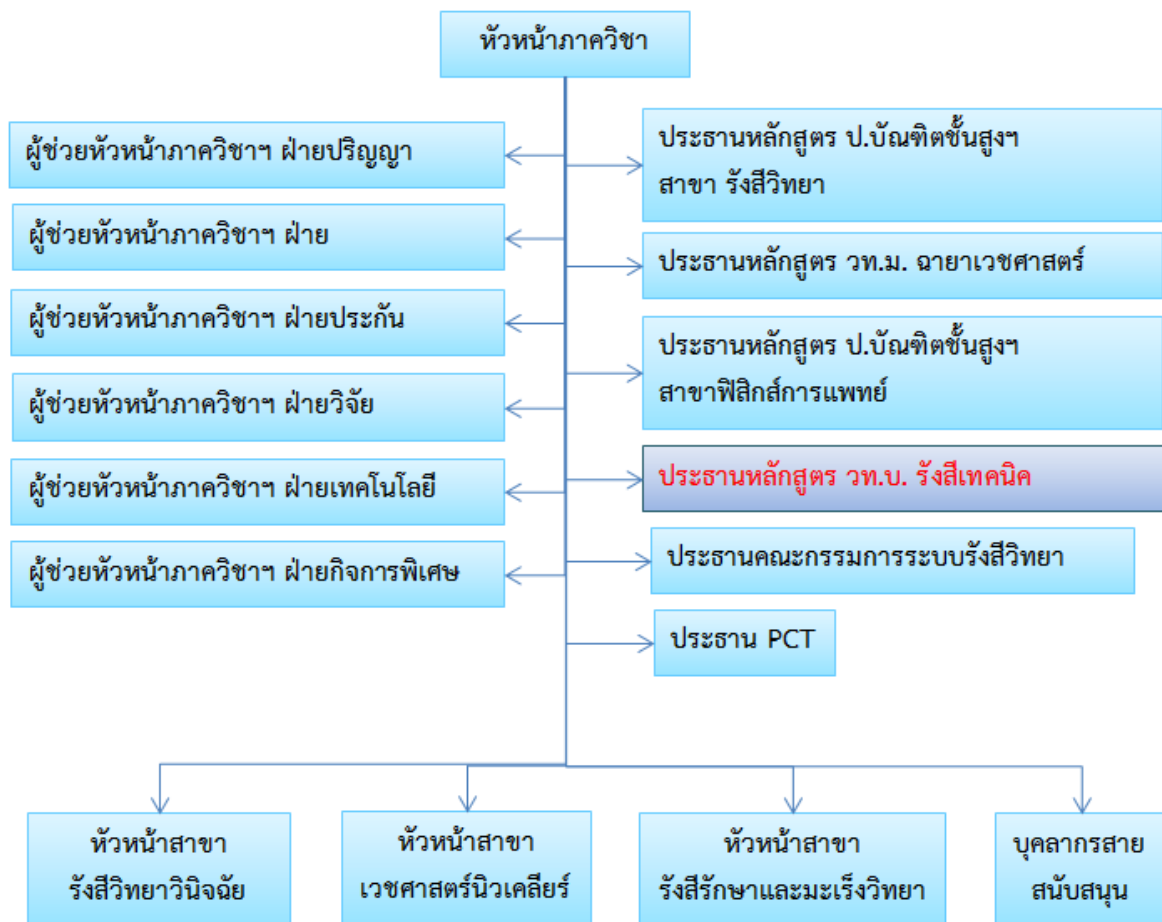 หัวหน้าภาควิชา
ผู้ช่วยหัวหน้าภาควิชาฯ ฝ่ายปริญญา
ผู้ช่วยหัวหน้าภาควิชาฯ ฝ่าย
ผู้ช่วยหัวหน้าภาควิชาฯ ฝ่ายประกัน
ผู้ช่วยหัวหน้าภาควิชาฯ ฝ่ายวิจัย
ผู้ช่วยหัวหน้าภาควิชาฯ ฝ่ายเทคโนโลยี
ผู้ช่วยหัวหน้าภาควิชาฯ ฝ่ายกิจการพิเศษ
ประธานหลักสูตร ป.บัณฑิตชั้นสูงฯ
สาขา รังสีวิทยา
ประธานหลักสูตร วท.ม. ฉายาเวชศาสตร์
ประธานหลักสูตร ป.บัณฑิตชั้นสูงฯ
สาขาฟิสิกส์การแพทย์
ประธานหลักสูตร วท.บ. รังสีเทคนิค
ประธานคณะกรรมการระบบรังสีวิทยา
ประธาน PCT
หัวหน้าสาขา
รังสีวิทยาวินิจฉัย
หัวหน้าสาขา
เวชศาสตร์นิวเคลียร์
หัวหน้าสาขา
รังสีรักษาและมะเร็งวิทยา
บุคลากรสาย
สนับสนุน